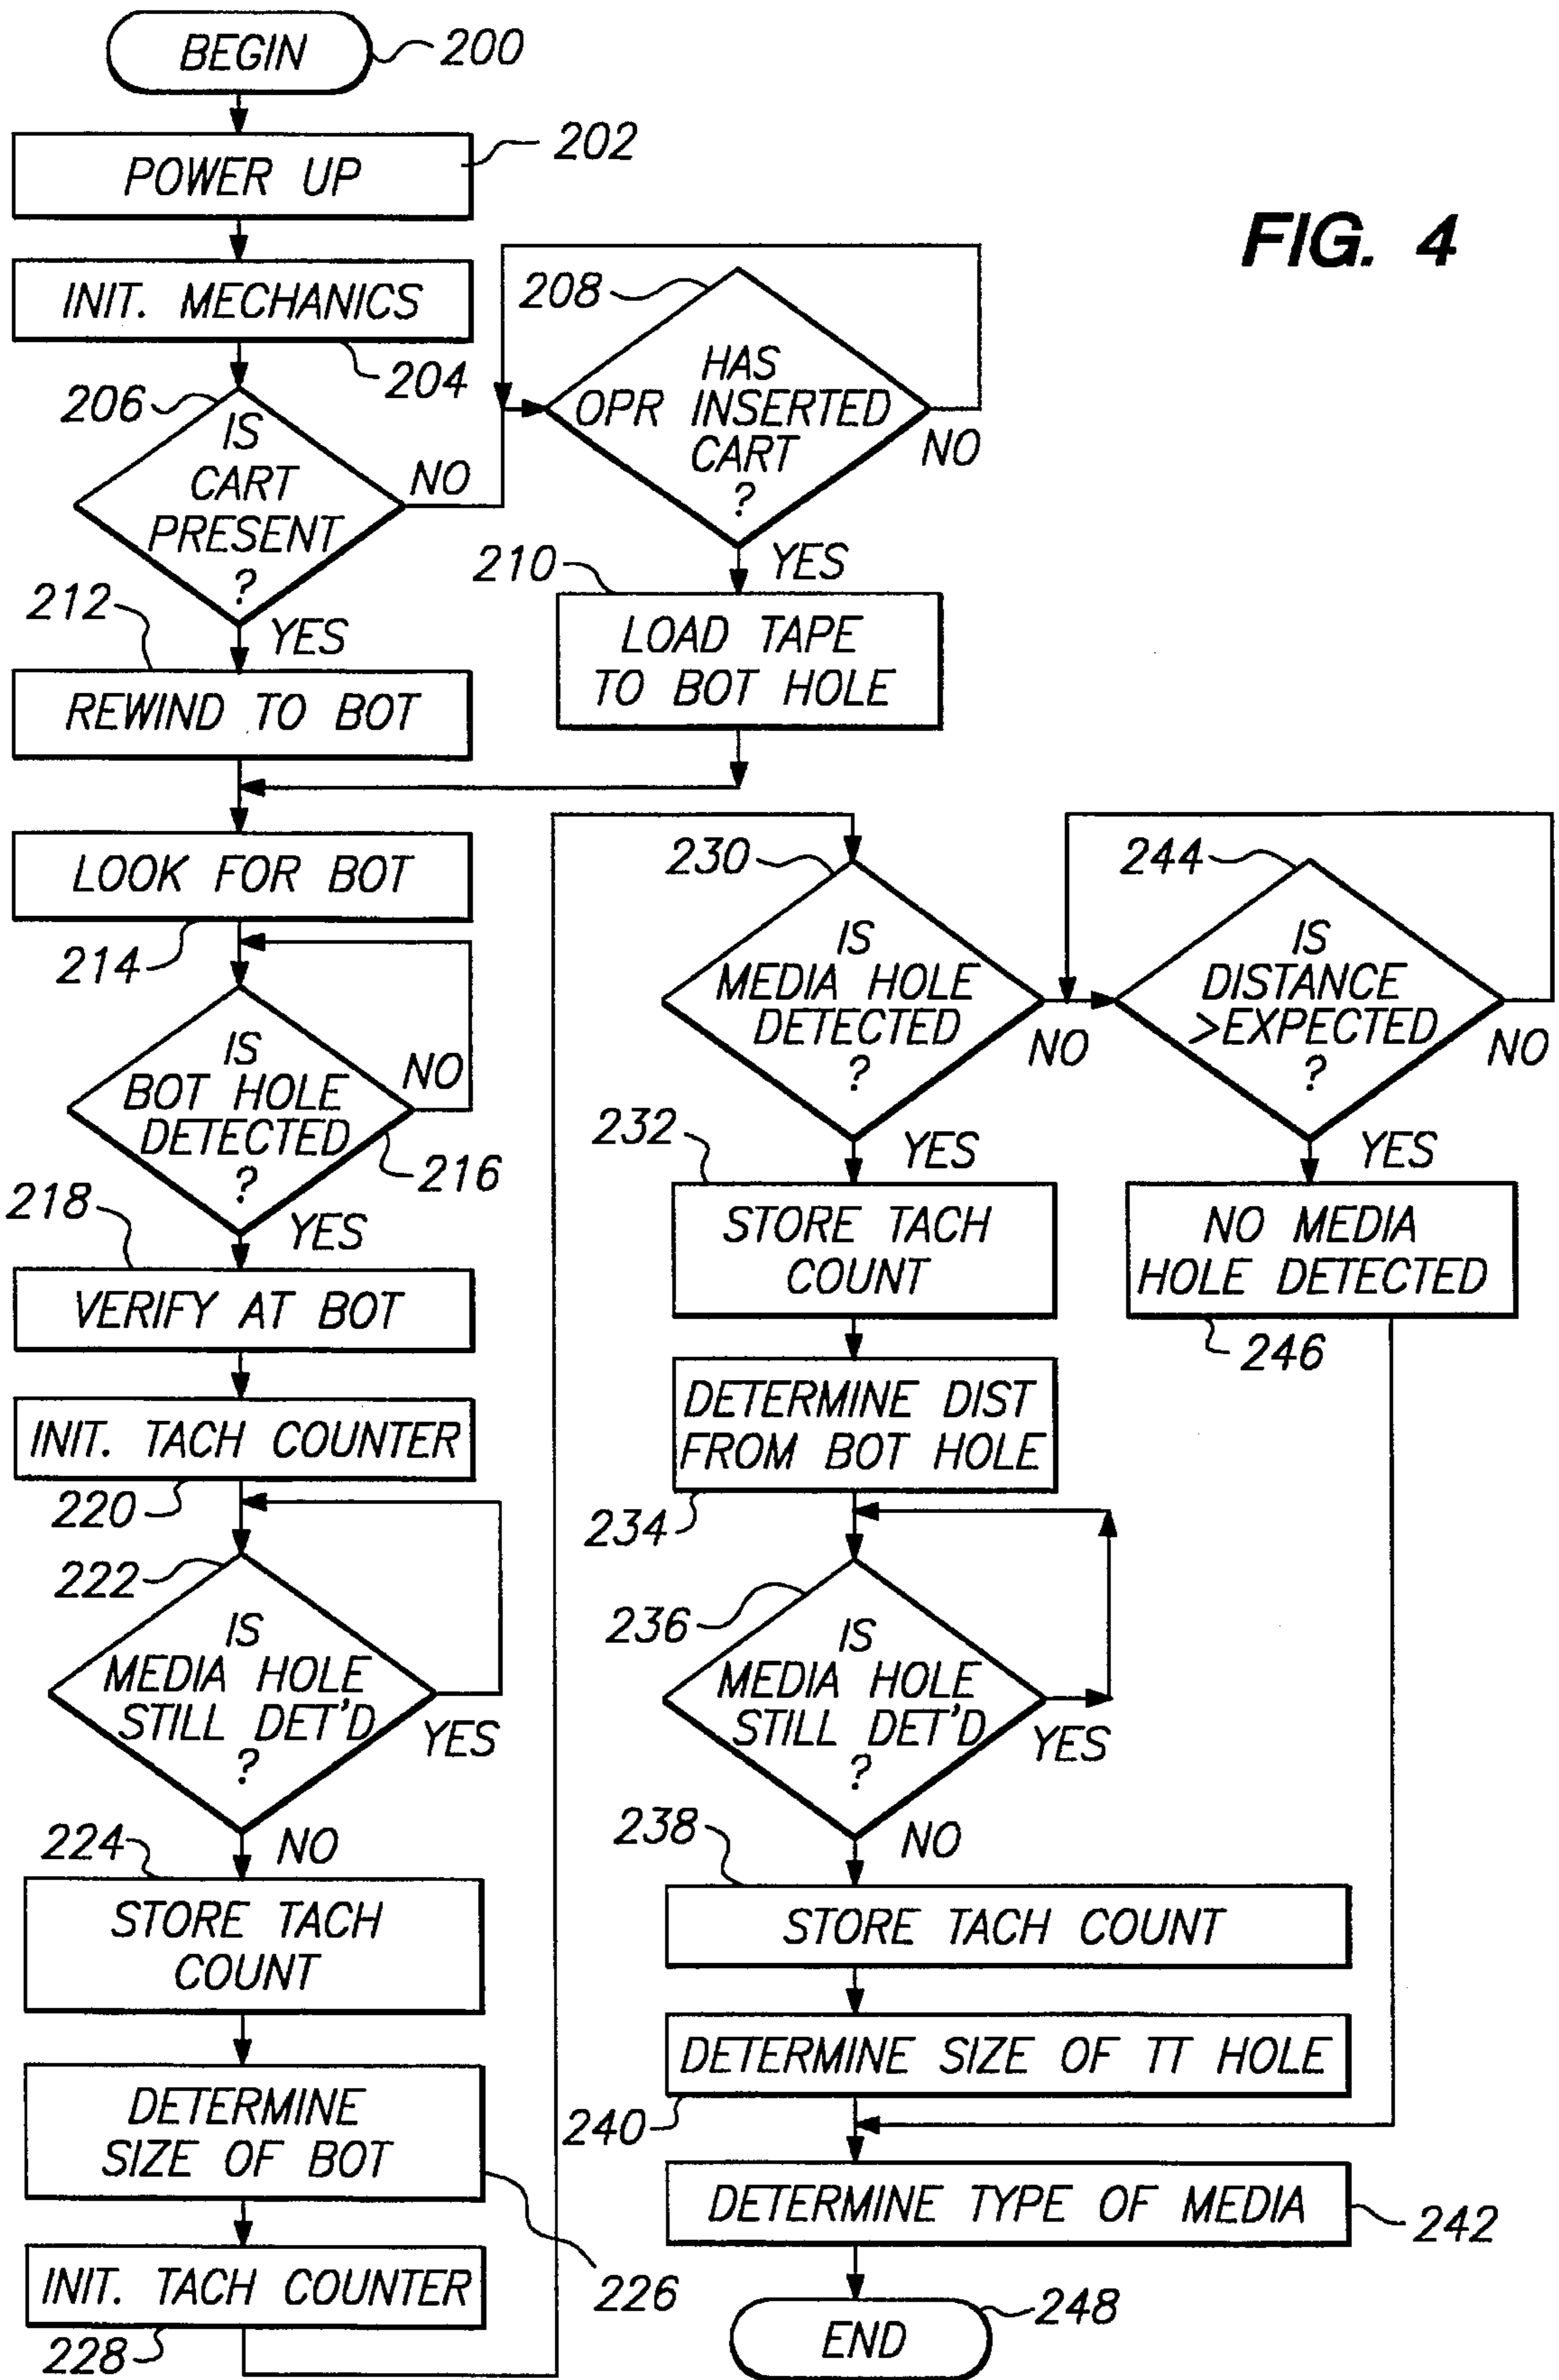 FIG. 4
BEGIN
200
POWER UP
202
INIT. MECHANICS
204
206
IS
CART
PRESENT
?
NO
YES
208
HAS
OPR INSERTED
CART
?
NO
YES
210
LOAD TAPE
TO BOT HOLE
212
REWIND TO BOT
LOOK FOR BOT
214
IS
BOT HOLE
DETECTED
?
NO
216
YES
218
VERIFY AT BOT
INIT. TACH COUNTER
220
222
IS
MEDIA HOLE
STILL DET'D
?
YES
NO
224
STORE TACH
COUNT
DETERMINE
SIZE OF BOT
226
INIT. TACH COUNTER
228
230
IS
MEDIA HOLE
DETECTED
?
NO
YES
232
STORE TACH
COUNT
DETERMINE DIST
FROM BOT HOLE
234
236
IS
MEDIA HOLE
STILL DET'D
?
YES
NO
238
STORE TACH COUNT
DETERMINE SIZE OF TT HOLE
240
DETERMINE TYPE OF MEDIA
242
END
248
244
IS
DISTANCE
>EXPECTED
?
NO
YES
NO MEDIA
HOLE DETECTED
246